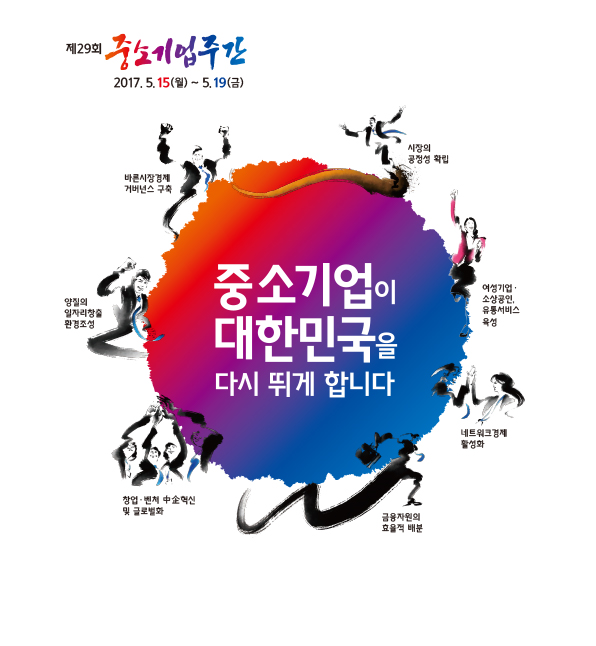 제29회 중소기업주간
2017. 5. 15(월) ~ 5. 19(금)
시장의
공정성 확립
바른시장경제
거버넌스 구축
여성기업·
소상공인,
유통서비스
육성
양질의
일자리창출
환경조성
중소기업이
대한민국을
다시 뛰게 합니다
네트워크경제
활성화
창업·벤처 中企혁신
및 글로벌화
금융자원의
효율적 배분